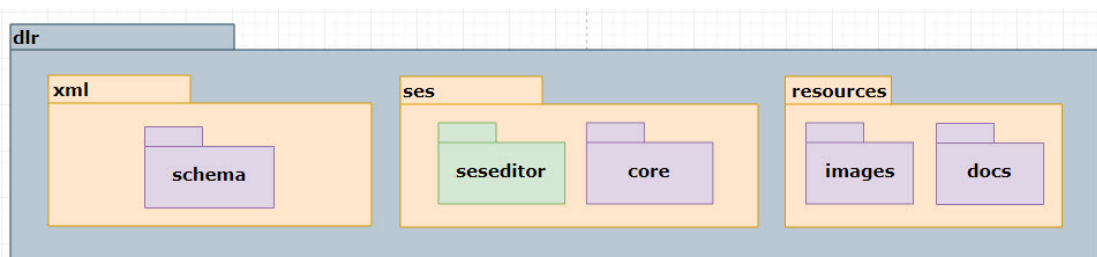 dlr
xml
ses
resources
schema
seseditor
core
images
docs